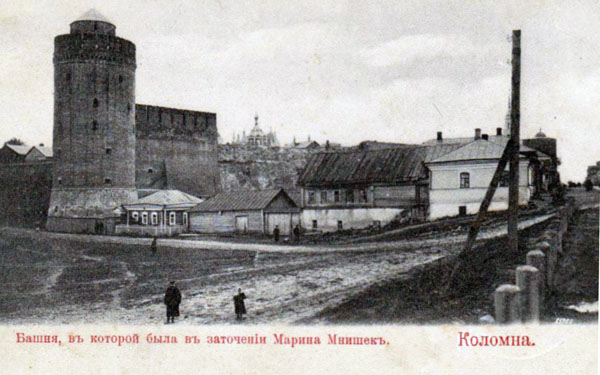 Башня, въ которой была въ заточеніи Марина Мнишекъ. Коломна.